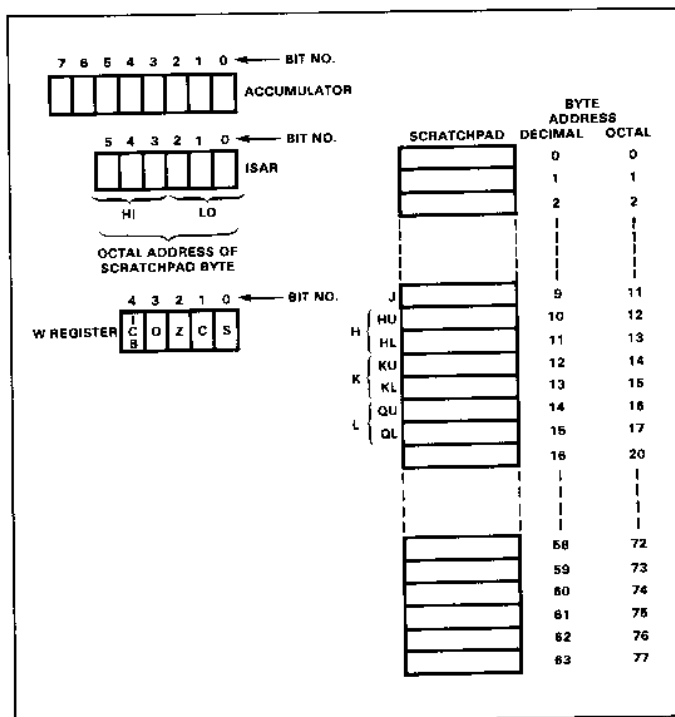 7 6 5 4 3 2 1 0 BIT NO.
ACCUMULATOR
5 4 3 2 1 0 BIT NO.
ISAR
HI LO
OCTAL ADDRESS OF
SCRATCHPAD BYTE
4 3 2 1 0 BIT NO.
W REGISTER ICB O Z C S
BYTE
ADDRESS
SCRATCHPAD DECIMAL OCTAL
0 0
1 1
2 2
J 9 11
H HU 10 12
HL 11 13
K KU 12 14
KL 13 15
L QU 14 16
QL 15 17
16 20
58 72
59 73
60 74
61 75
62 76
63 77